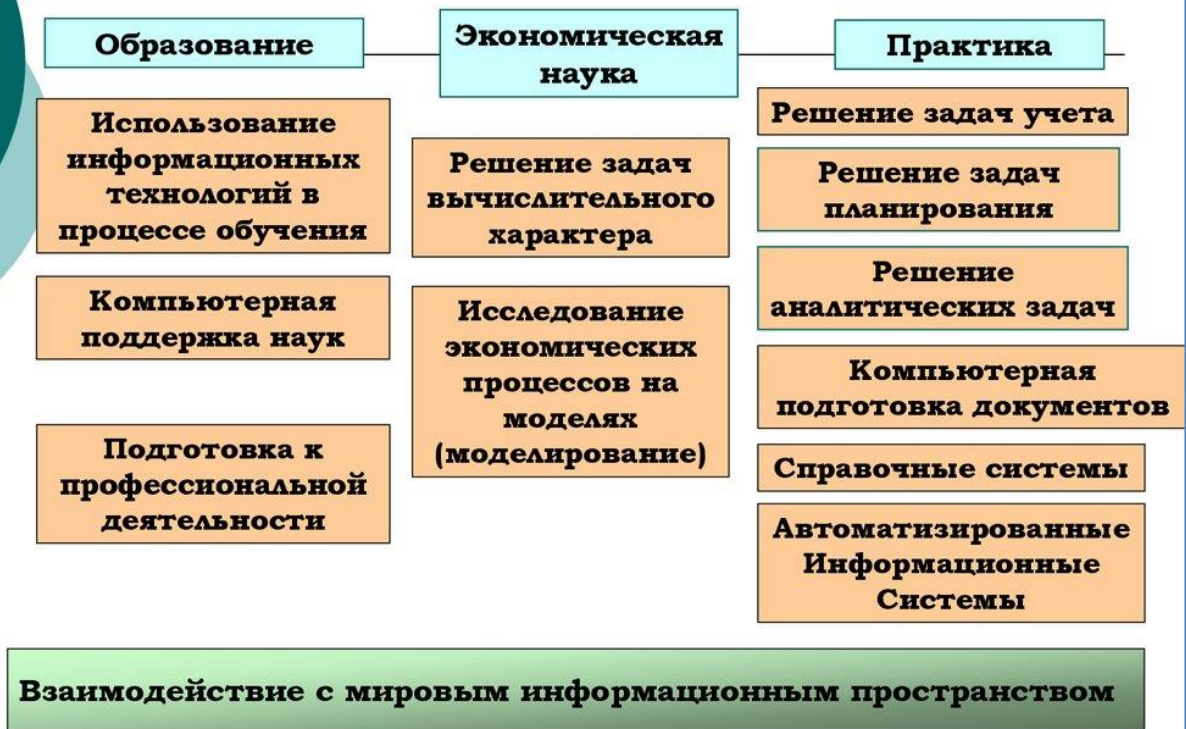 Образование
Экономическая
наука
Практика
Использование
информационных
технологий в
процессе обучения
Компьютерная
поддержка наук
Подготовка к
профессиональной
деятельности
Решение задач
вычислительного
характера
Исследование
экономических
процессов на
моделях
(моделирование)
Решение задач учета
Решение задач
планирования
Решение
аналитических задач
Компьютерная
подготовка документов
Справочные системы
Автоматизированные
Информационные
Системы
Взаимодействие с мировым информационным пространством